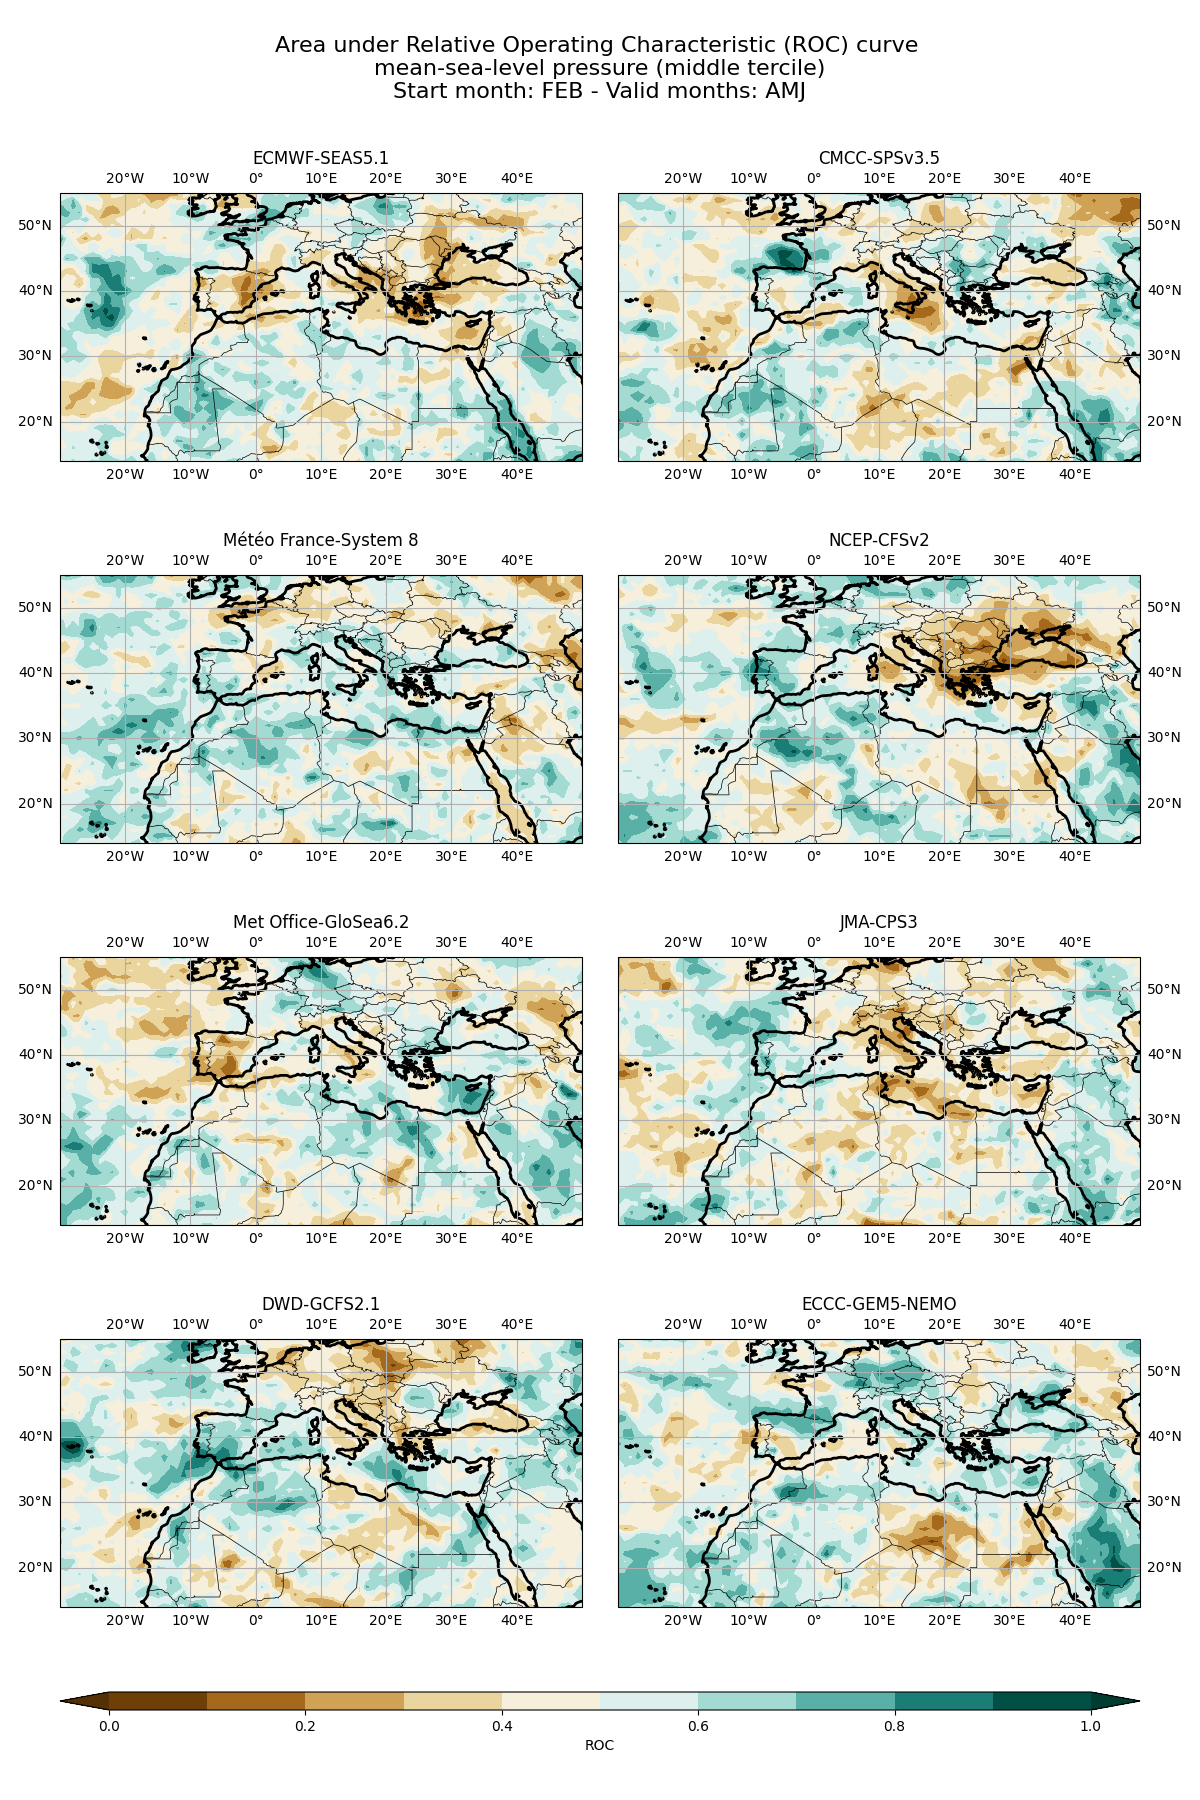 Area under Relative Operating Characteristic (ROC) curve
mean-sea-level pressure (middle tercile)
Start month: FEB - Valid months: AMJ
ECMWF-SEAS5.1
20°W 10°W 0° 10°E 20°E 30°E 40°E
50°N
40°N
30°N
20°N
20°W 10°W 0° 10°E 20°E 30°E 40°E
CMCC-SPSv3.5
20°W 10°W 0° 10°E 20°E 30°E 40°E
50°N
40°N
30°N
20°N
20°W 10°W 0° 10°E 20°E 30°E 40°E
Météo France-System 8
20°W 10°W 0° 10°E 20°E 30°E 40°E
50°N
40°N
30°N
20°N
20°W 10°W 0° 10°E 20°E 30°E 40°E
NCEP-CFSv2
20°W 10°W 0° 10°E 20°E 30°E 40°E
50°N
40°N
30°N
20°N
20°W 10°W 0° 10°E 20°E 30°E 40°E
Met Office-GloSea6.2
20°W 10°W 0° 10°E 20°E 30°E 40°E
50°N
40°N
30°N
20°N
20°W 10°W 0° 10°E 20°E 30°E 40°E
JMA-CPS3
20°W 10°W 0° 10°E 20°E 30°E 40°E
50°N
40°N
30°N
20°N
20°W 10°W 0° 10°E 20°E 30°E 40°E
DWD-GCFS2.1
20°W 10°W 0° 10°E 20°E 30°E 40°E
50°N
40°N
30°N
20°N
20°W 10°W 0° 10°E 20°E 30°E 40°E
ECCC-GEM5-NEMO
20°W 10°W 0° 10°E 20°E 30°E 40°E
50°N
40°N
30°N
20°N
20°W 10°W 0° 10°E 20°E 30°E 40°E
0.0 0.2 0.4 0.6 0.8 1.0
ROC